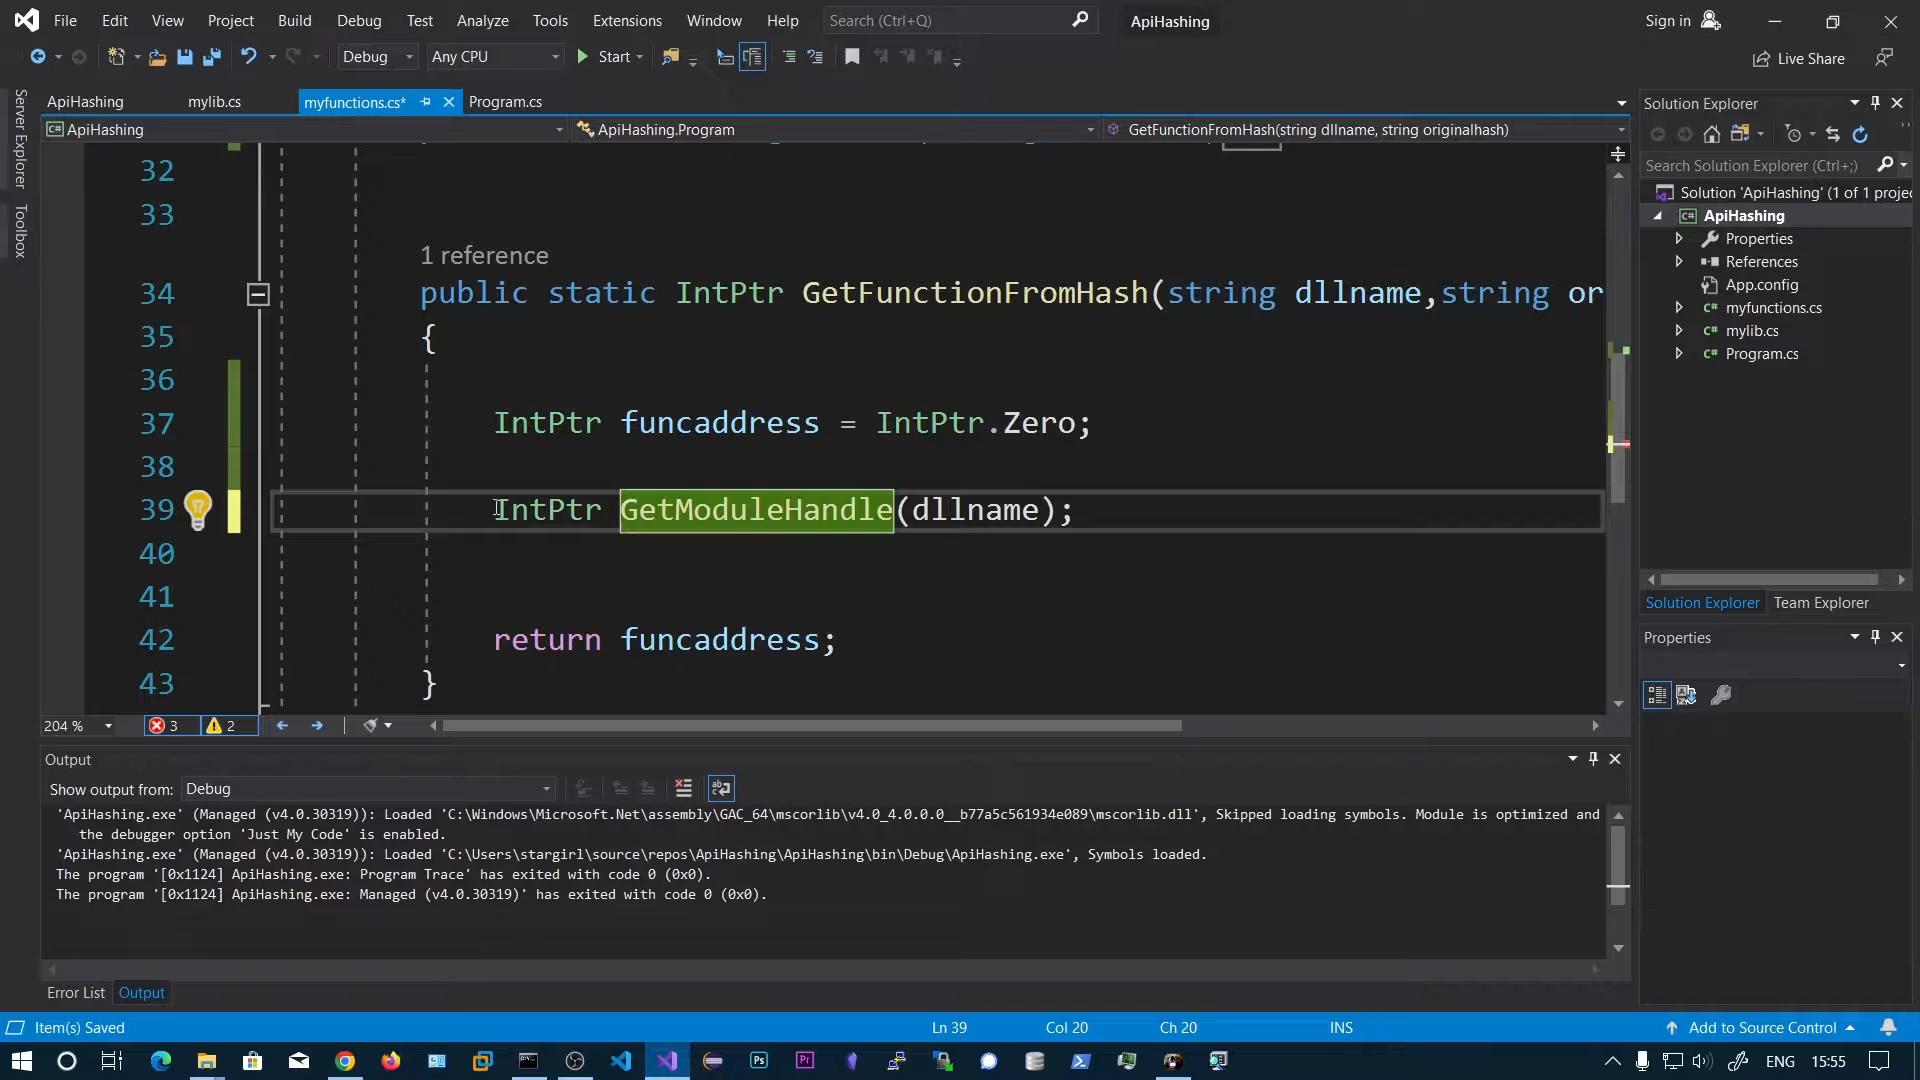 File Edit View Project Build Debug Test Analyze Tools Extensions Window Help Search (Ctrl+Q) ApiHashing Sign in
Debug Any CPU Start Live Share
Server Explorer
Toolbox
ApiHashing mylib.cs myfunctions.cs* Program.cs
ApiHashing ApiHashing.Program GetFunctionFromHash(string dllname, string originalhash)
32
33
1 reference
34 public static IntPtr GetFunctionFromHash(string dllname,string or
35 {
36
37 IntPtr funcaddress = IntPtr.Zero;
38
39 IntPtr GetModuleHandle(dllname);
40
41
42 return funcaddress;
43 }
204 % 3 2
Solution Explorer
Search Solution Explorer (Ctrl+;)
Solution 'ApiHashing' (1 of 1 projec
ApiHashing
Properties
References
App.config
myfunctions.cs
mylib.cs
Program.cs
Solution Explorer Team Explorer
Properties
Output
Show output from: Debug
'ApiHashing.exe' (Managed (v4.0.30319)): Loaded 'C:\Windows\Microsoft.Net\assembly\GAC_64\mscorlib\v4.0_4.0.0.0__b77a5c561934e089\mscorlib.dll', Skipped loading symbols. Module is optimized and
the debugger option 'Just My Code' is enabled.
'ApiHashing.exe' (Managed (v4.0.30319)): Loaded 'C:\Users\stargirl\source\repos\ApiHashing\ApiHashing\bin\Debug\ApiHashing.exe', Symbols loaded.
The program '[0x1124] ApiHashing.exe: Program Trace' has exited with code 0 (0x0).
The program '[0x1124] ApiHashing.exe: Managed (v4.0.30319)' has exited with code 0 (0x0).
Error List Output
Item(s) Saved Ln 39 Col 20 Ch 20 INS Add to Source Control
Ps Pr ENG 15:55